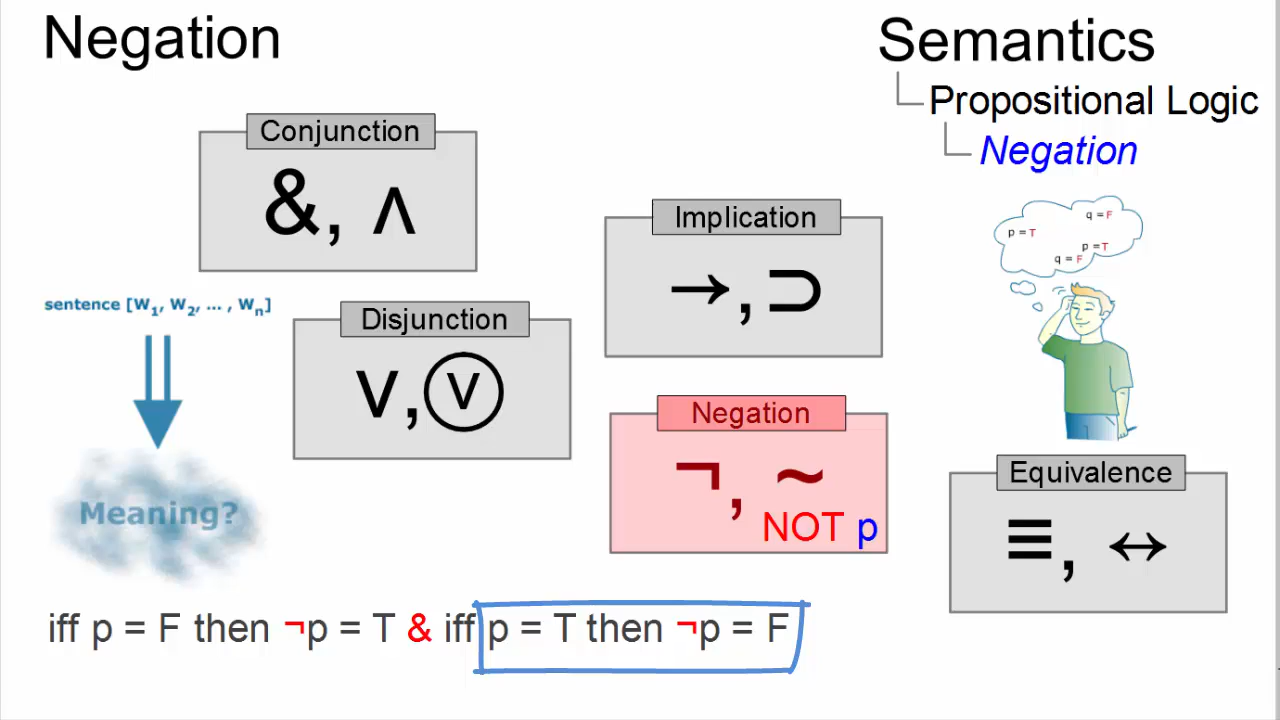 Negation
Semantics
Propositional Logic
Negation
Conjunction
&, ∧
Implication
→, ⊃
q = F
p = T
p = T
q = F
sentence [W1, W2, ... , Wn]
Disjunction
∨, ⓥ
Negation
¬, ~
NOT p
Meaning?
Equivalence
≡, ↔
iff p = F then ¬p = T & iff p = T then ¬p = F